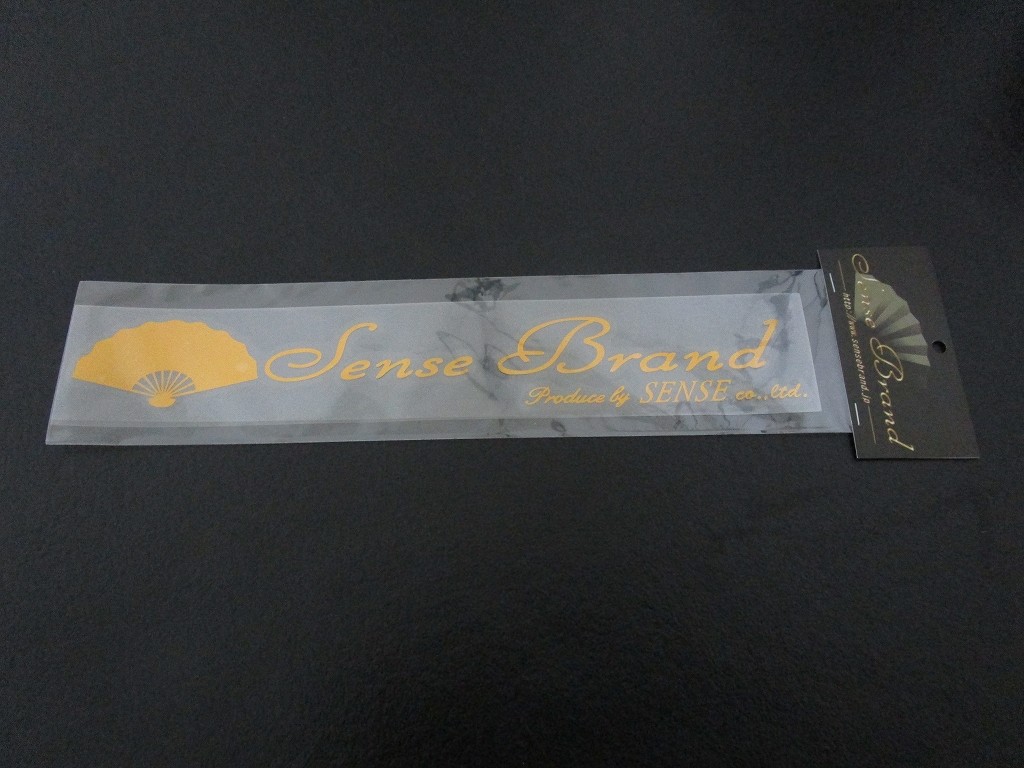 Sense Brand
Produce by SENSE co.,ltd.
Sense Brand
http://www.sensebrand.jp